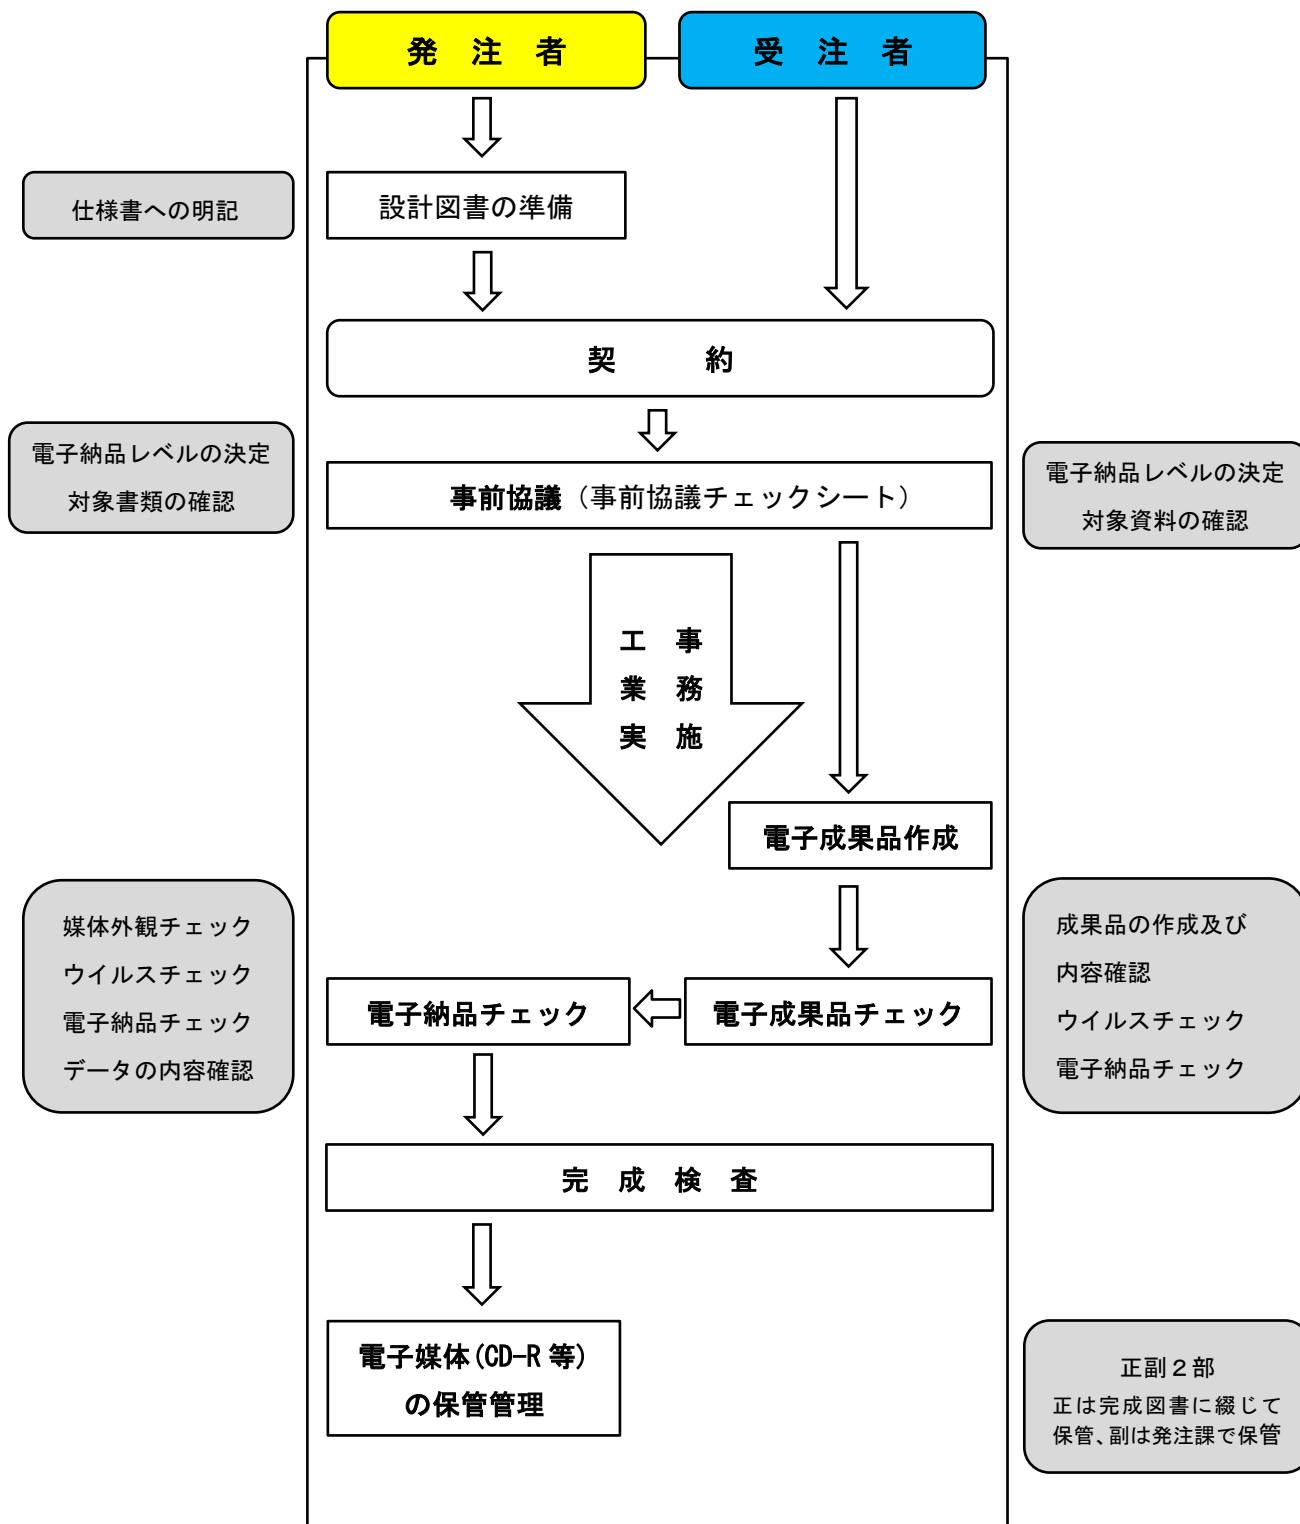 発　注　者
受　注　者
仕様書への明記
設計図書の準備
契　　約
電子納品レベルの決定
対象書類の確認
事前協議（事前協議チェックシート）
電子納品レベルの決定
対象資料の確認
工　事
業　務
実　施
電子成果品作成
媒体外観チェック
ウイルスチェック
電子納品チェック
データの内容確認
電子納品チェック
電子成果品チェック
成果品の作成及び
内容確認
ウイルスチェック
電子納品チェック
完　成　検　査
電子媒体(CD-R 等)
の保管管理
正副２部
正は完成図書に綴じて
保管、副は発注課で保管